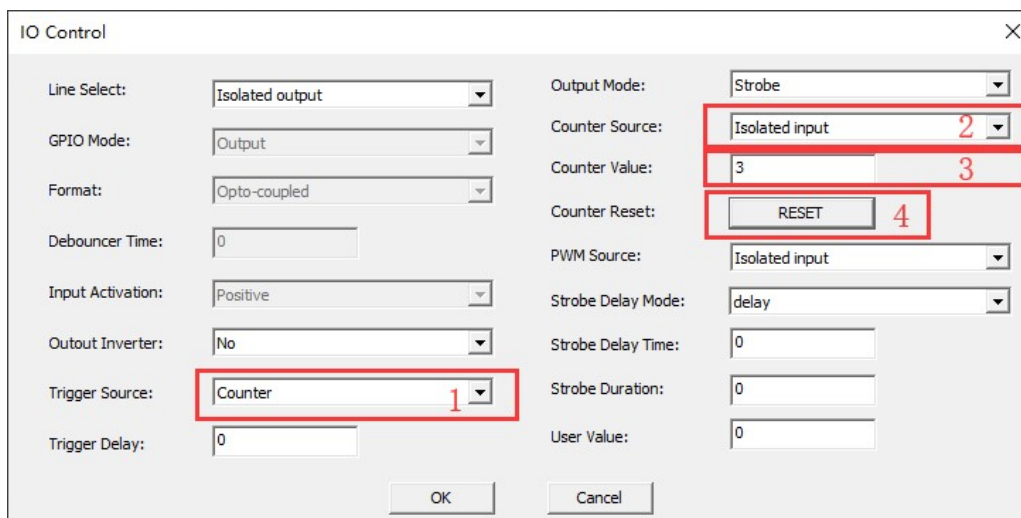 IO Control
Line Select:
Isolated output
GPIO Mode:
Output
Format:
Opto-coupled
Debouncer Time:
0
Input Activation:
Positive
Outout Inverter:
No
Trigger Source:
Counter
1
Trigger Delay:
0
Output Mode:
Strobe
Counter Source:
Isolated input
2
Counter Value:
3
3
Counter Reset:
RESET
4
PWM Source:
Isolated input
Strobe Delay Mode:
delay
Strobe Delay Time:
0
Strobe Duration:
0
User Value:
0
OK
Cancel